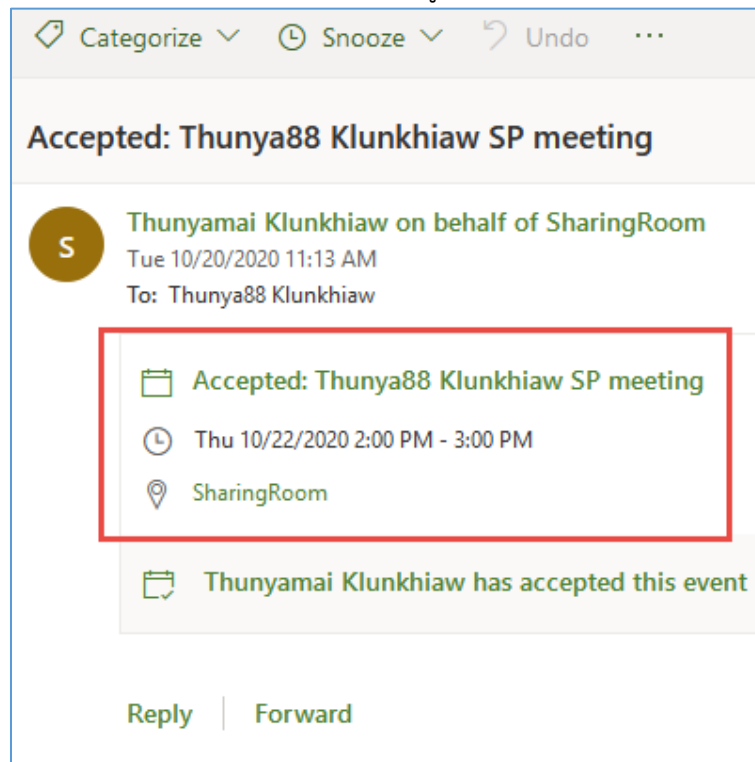 Categorize Snooze Undo ...
Accepted: Thunya88 Klunkhiaw SP meeting
S
Thunyamai Klunkhiaw on behalf of SharingRoom
Tue 10/20/2020 11:13 AM
To: Thunya88 Klunkhiaw
Accepted: Thunya88 Klunkhiaw SP meeting
Thu 10/22/2020 2:00 PM - 3:00 PM
SharingRoom
Thunyamai Klunkhiaw has accepted this event
Reply Forward